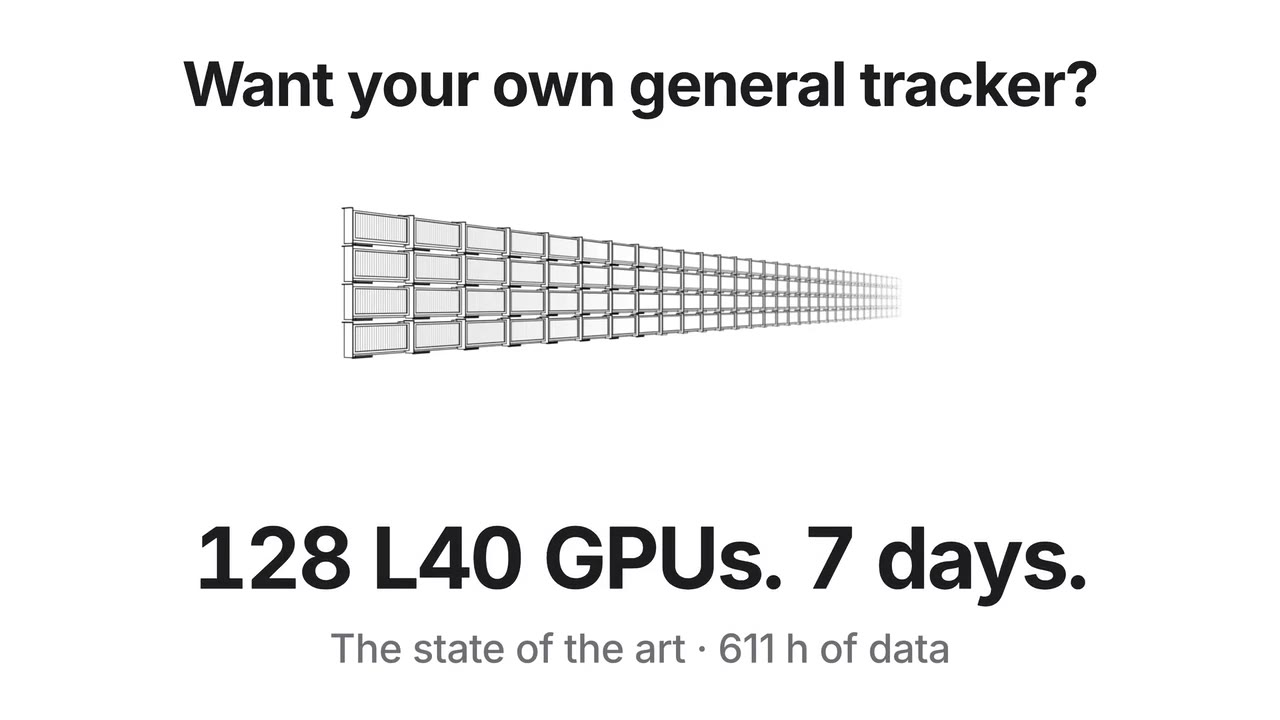 Want your own general tracker?
128 L40 GPUs. 7 days.
The state of the art · 611 h of data